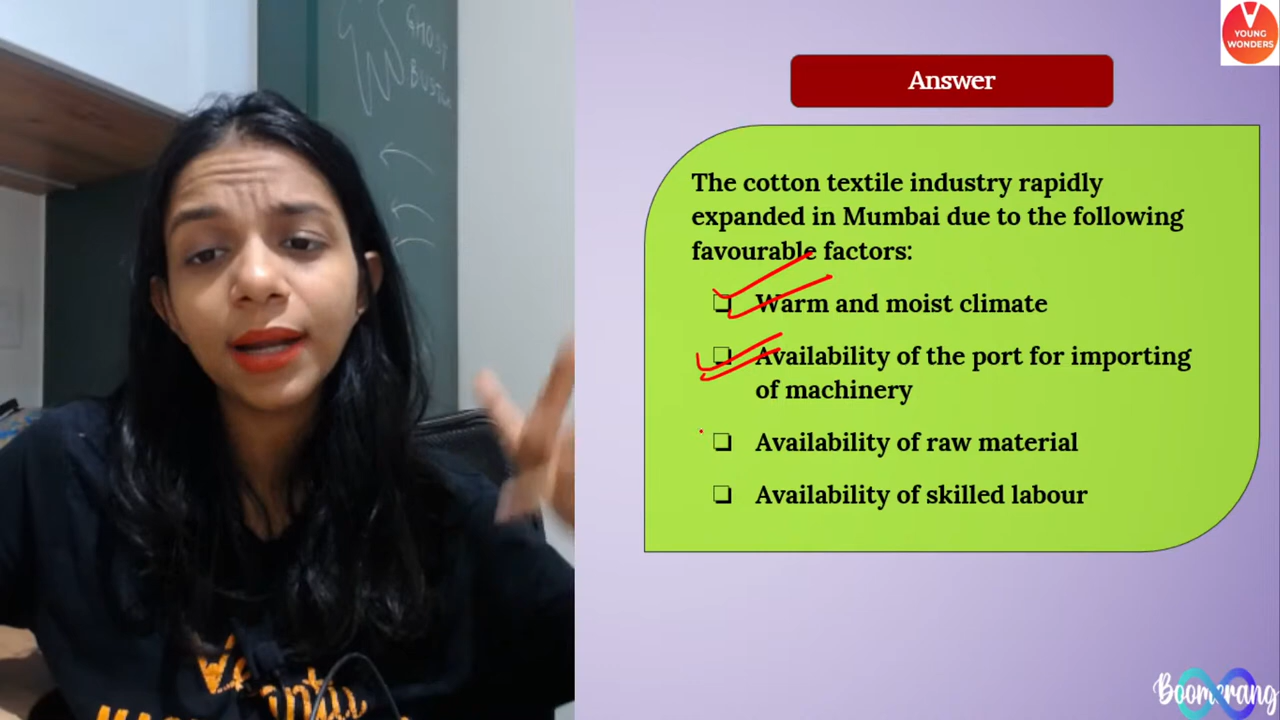 GHOST
YOUNG
WONDERS
Answer
The cotton textile industry rapidly
expanded in Mumbai due to the following
favourable factors:
❑ Warm and moist climate
❑ Availability of the port for importing
of machinery
❑ Availability of raw material
❑ Availability of skilled labour
Boomerang